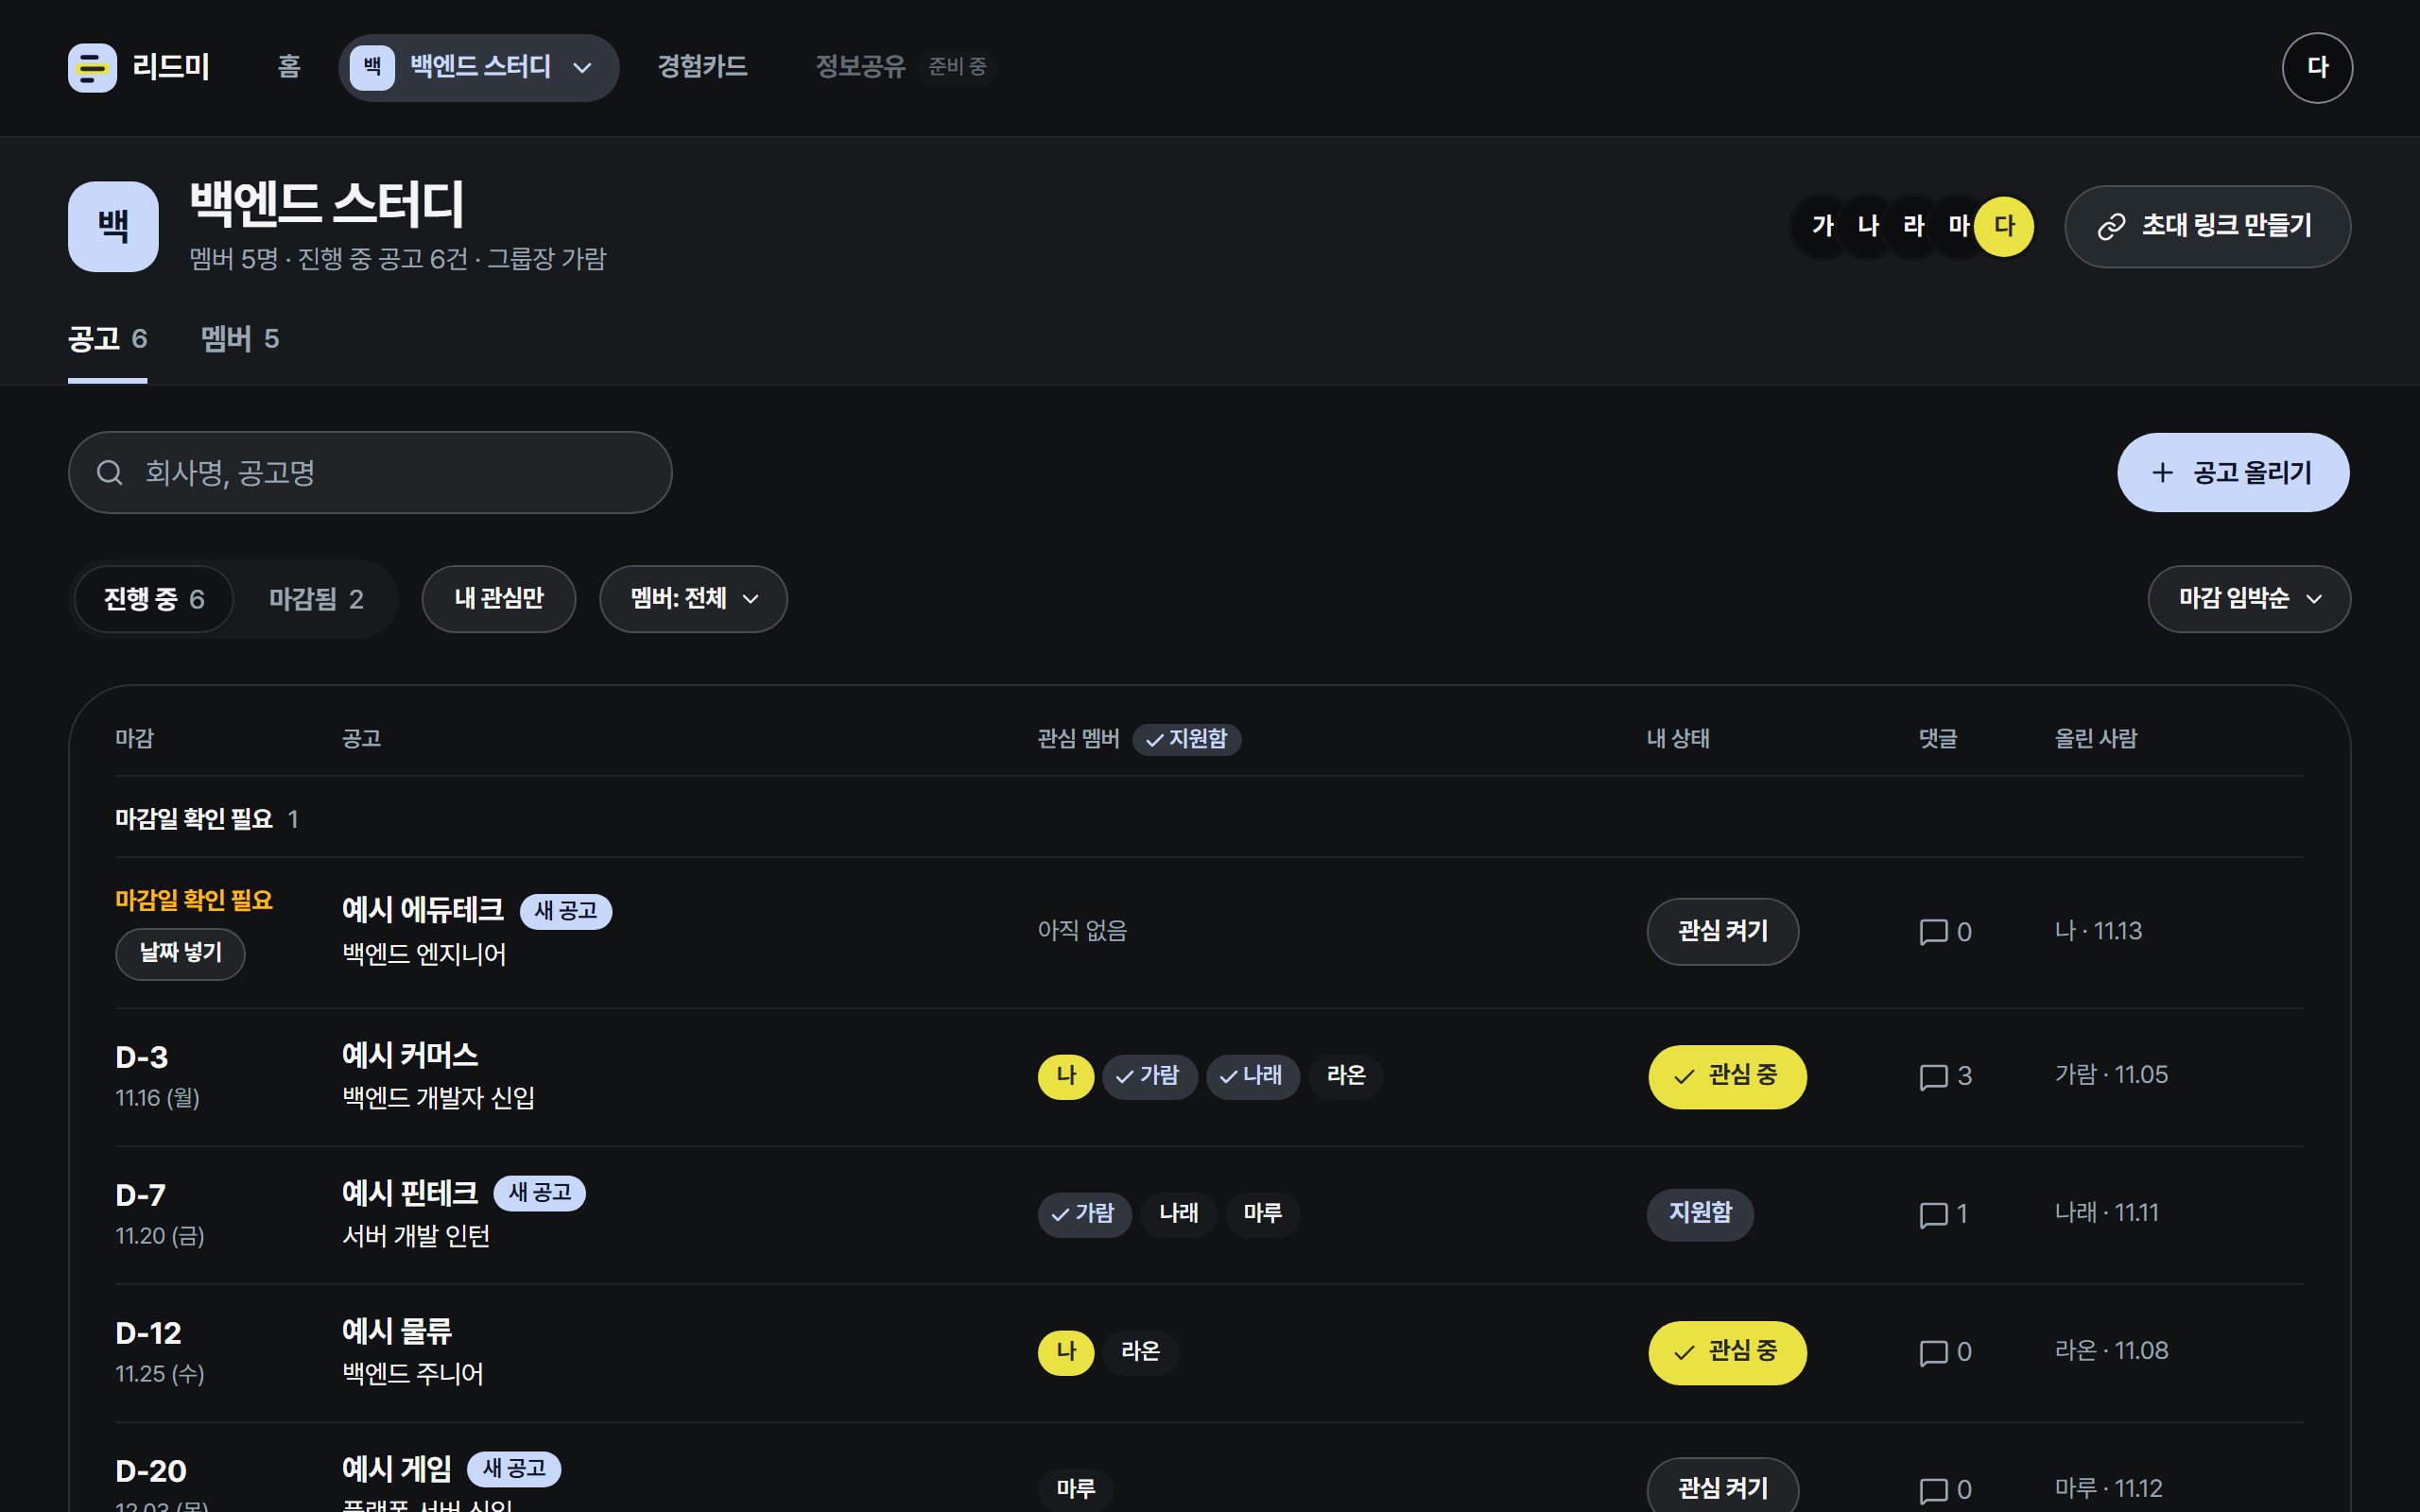 리드미 홈 백 백엔드 스터디 경험카드 정보공유 준비 중 다
백 백엔드 스터디
멤버 5명 · 진행 중 공고 6건 · 그룹장 가람
가 나 라 마 다 초대 링크 만들기
공고 6 멤버 5
회사명, 공고명 공고 올리기
진행 중 6 마감됨 2 내 관심만 멤버: 전체 마감 임박순
마감 공고 관심 멤버 지원함 내 상태 댓글 올린 사람
마감일 확인 필요 1
마감일 확인 필요 예시 에듀테크 새 공고
날짜 넣기 백엔드 엔지니어 아직 없음 관심 켜기 0 나 · 11.13
D-3 예시 커머스
11.16 (월) 백엔드 개발자 신입 나 가람 나래 라온 관심 중 3 가람 · 11.05
D-7 예시 핀테크 새 공고
11.20 (금) 서버 개발 인턴 가람 나래 마루 지원함 1 나래 · 11.11
D-12 예시 물류
11.25 (수) 백엔드 주니어 나 라온 관심 중 0 라온 · 11.08
D-20 예시 게임 새 공고
마루 관심 켜기 0 마루 · 11.12